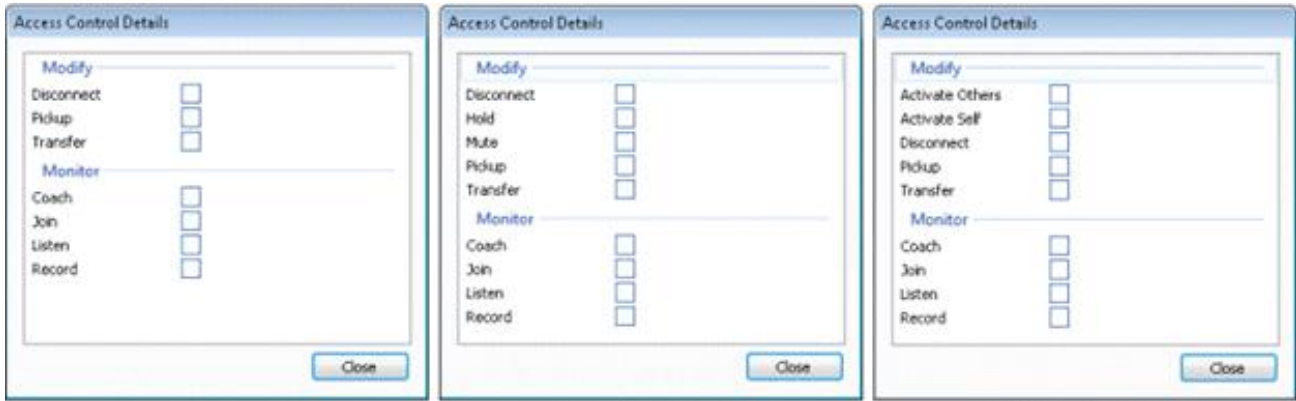 Access Control Details
Modify
Disconnect
Pickup
Transfer
Monitor
Coach
Join
Listen
Record
Close
Access Control Details
Modify
Disconnect
Hold
Mute
Pickup
Transfer
Monitor
Coach
Join
Listen
Record
Close
Access Control Details
Modify
Activate Others
Activate Self
Disconnect
Pickup
Transfer
Monitor
Coach
Join
Listen
Record
Close